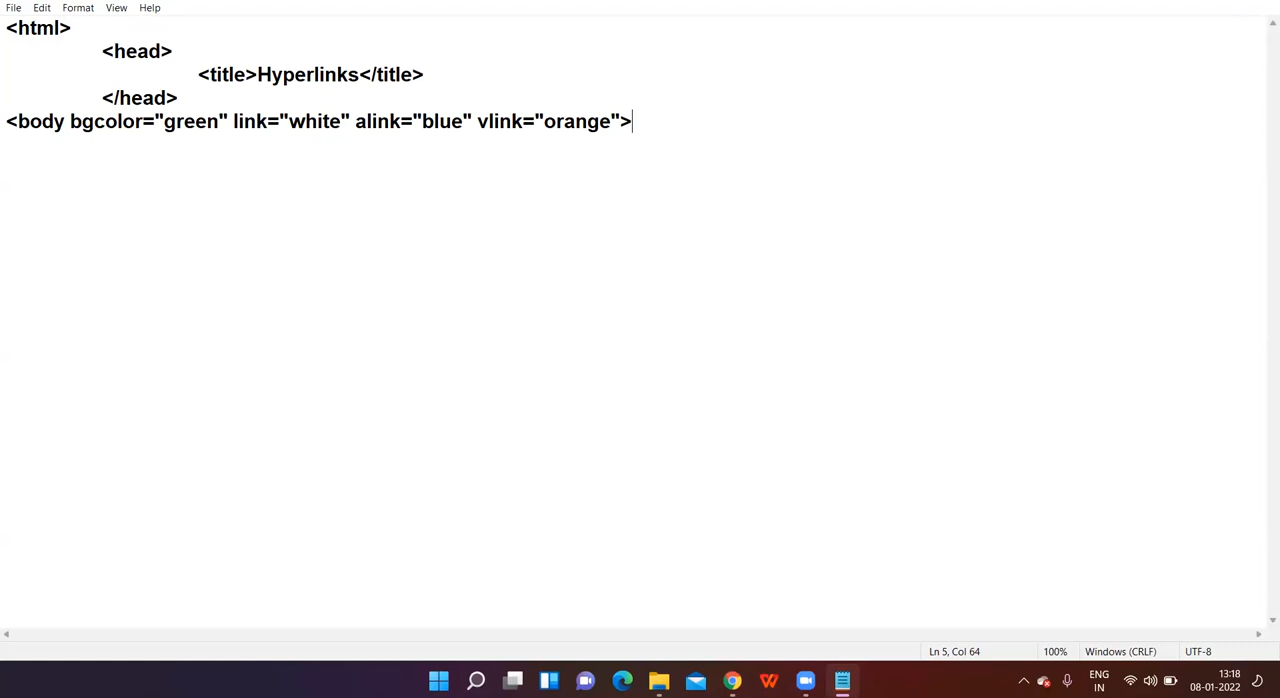 File Edit Format View Help
<html>
<head>
<title>Hyperlinks</title>
</head>
<body bgcolor="green" link="white" alink="blue" vlink="orange">
Ln 5, Col 64 100% Windows (CRLF) UTF-8
W ENG 13:18
IN 08-01-2022